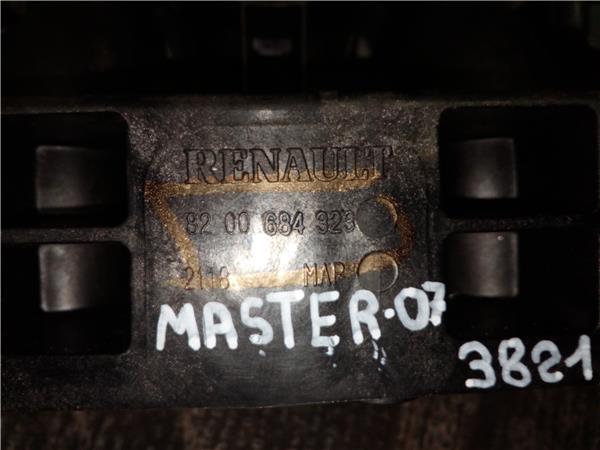 RENAULT
82 00 684 923
2118 MAR
MASTER-07
3821